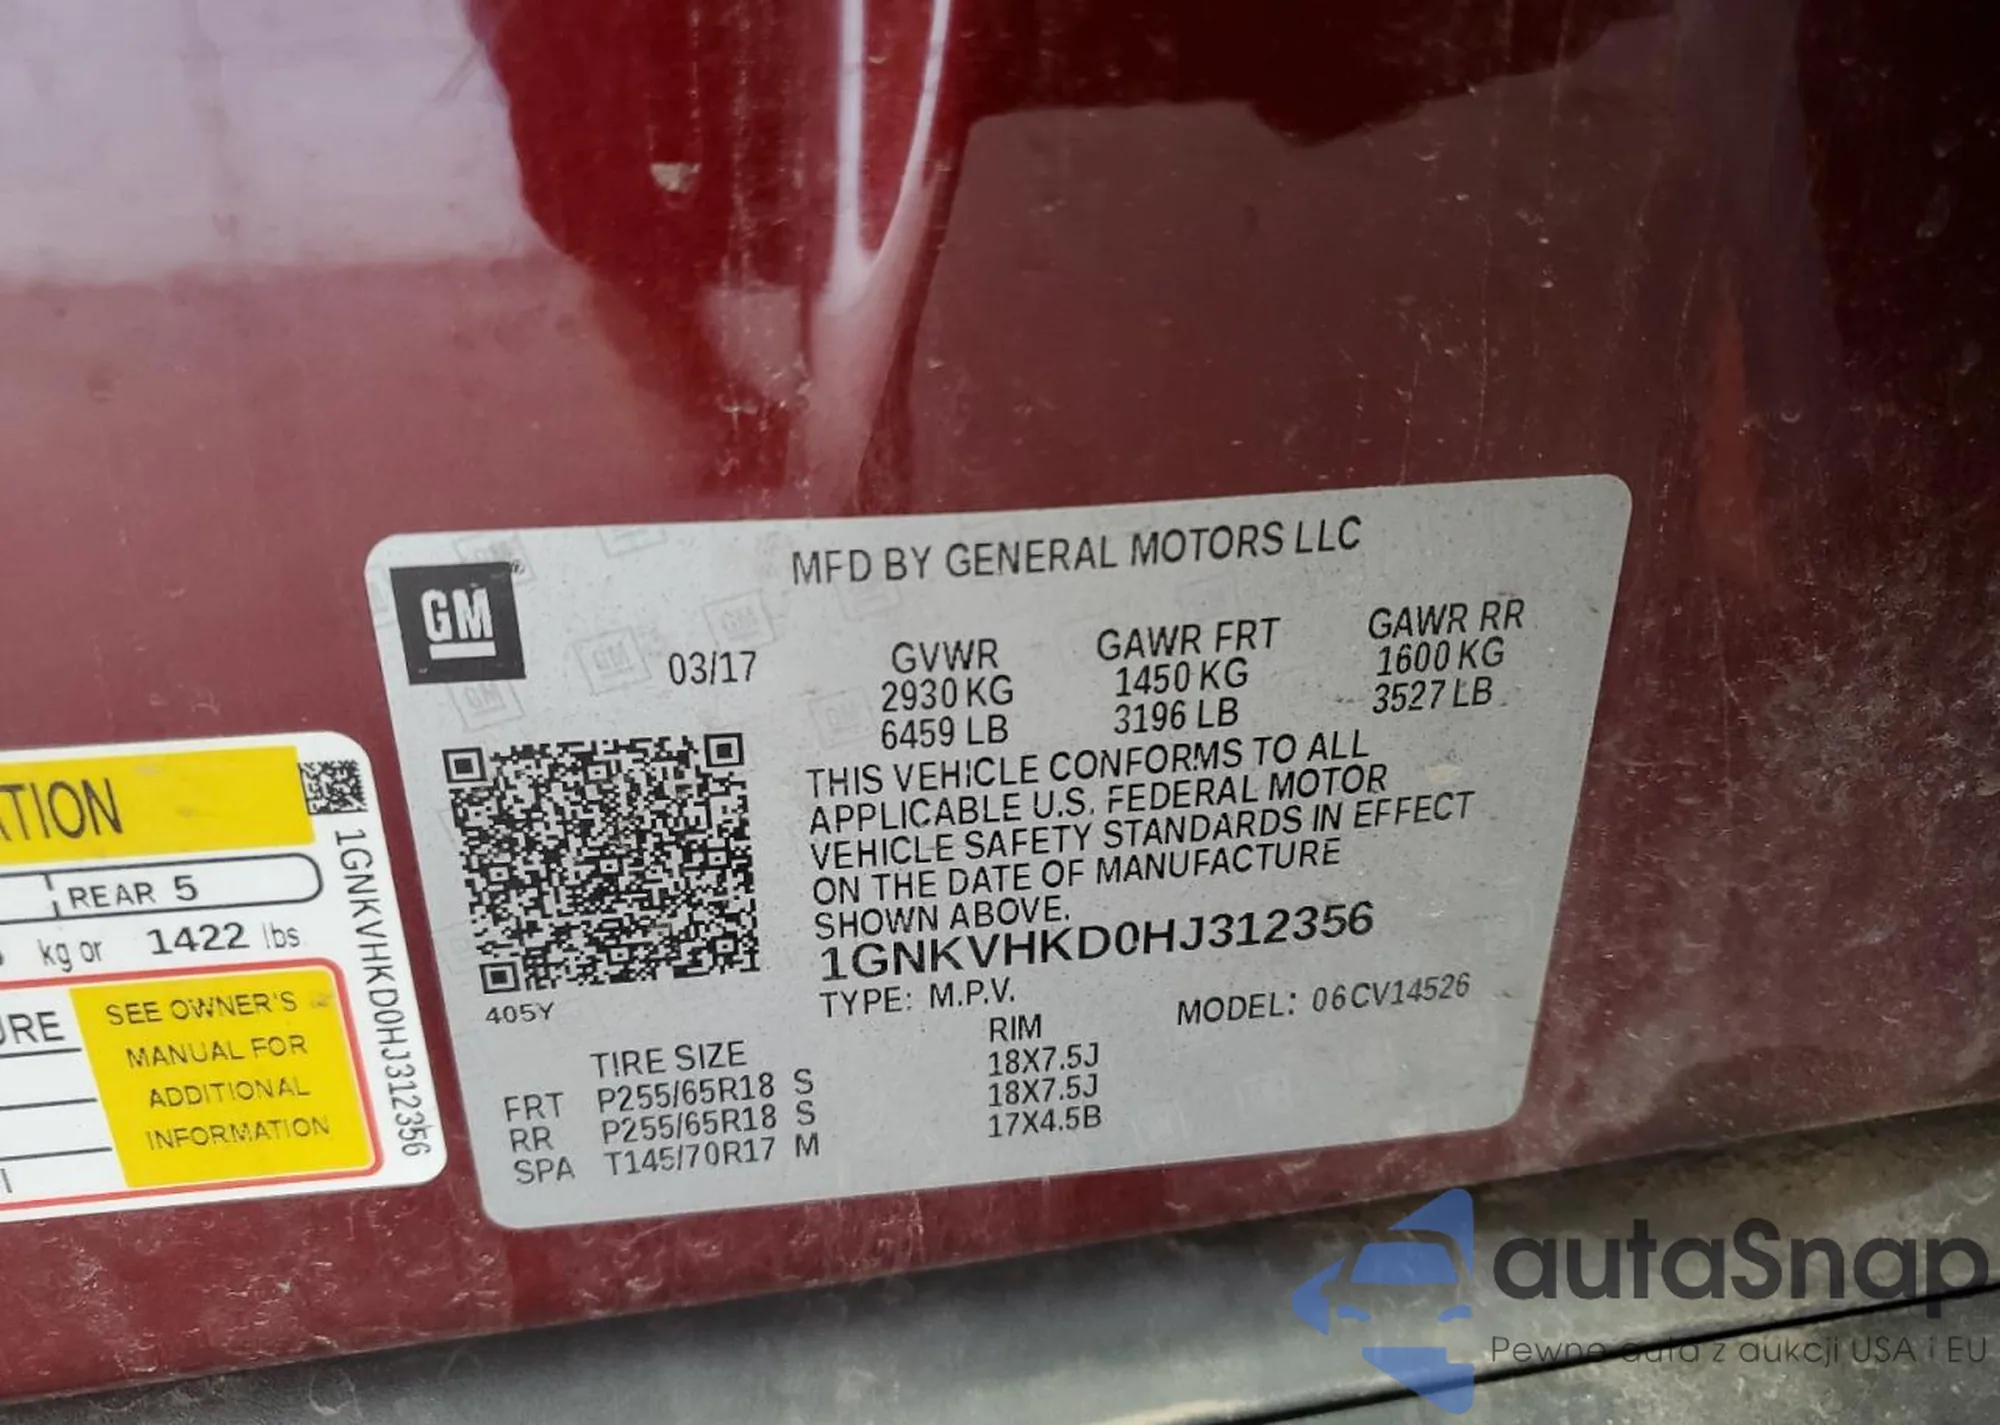 MFD BY GENERAL MOTORS LLC
GM
03/17
GVWR GAWR FRT GAWR RR
2930 KG 1450 KG 1600 KG
6459 LB 3196 LB 3527 LB
THIS VEHICLE CONFORMS TO ALL
APPLICABLE U.S. FEDERAL MOTOR
VEHICLE SAFETY STANDARDS IN EFFECT
ON THE DATE OF MANUFACTURE
SHOWN ABOVE.
1GNKVHKD0HJ312356
TYPE: M.P.V. MODEL: 06CV14526
405Y
TIRE SIZE RIM
FRT P255/65R18 S 18X7.5J
RR P255/65R18 S 18X7.5J
SPA T145/70R17 M 17X4.5B
REAR 5
kg or 1422 lbs
SEE OWNER'S
MANUAL FOR
ADDITIONAL
INFORMATION
1GNKVHKD0HJ312356
autaSnap
Pewne auta z aukcji USA i EU